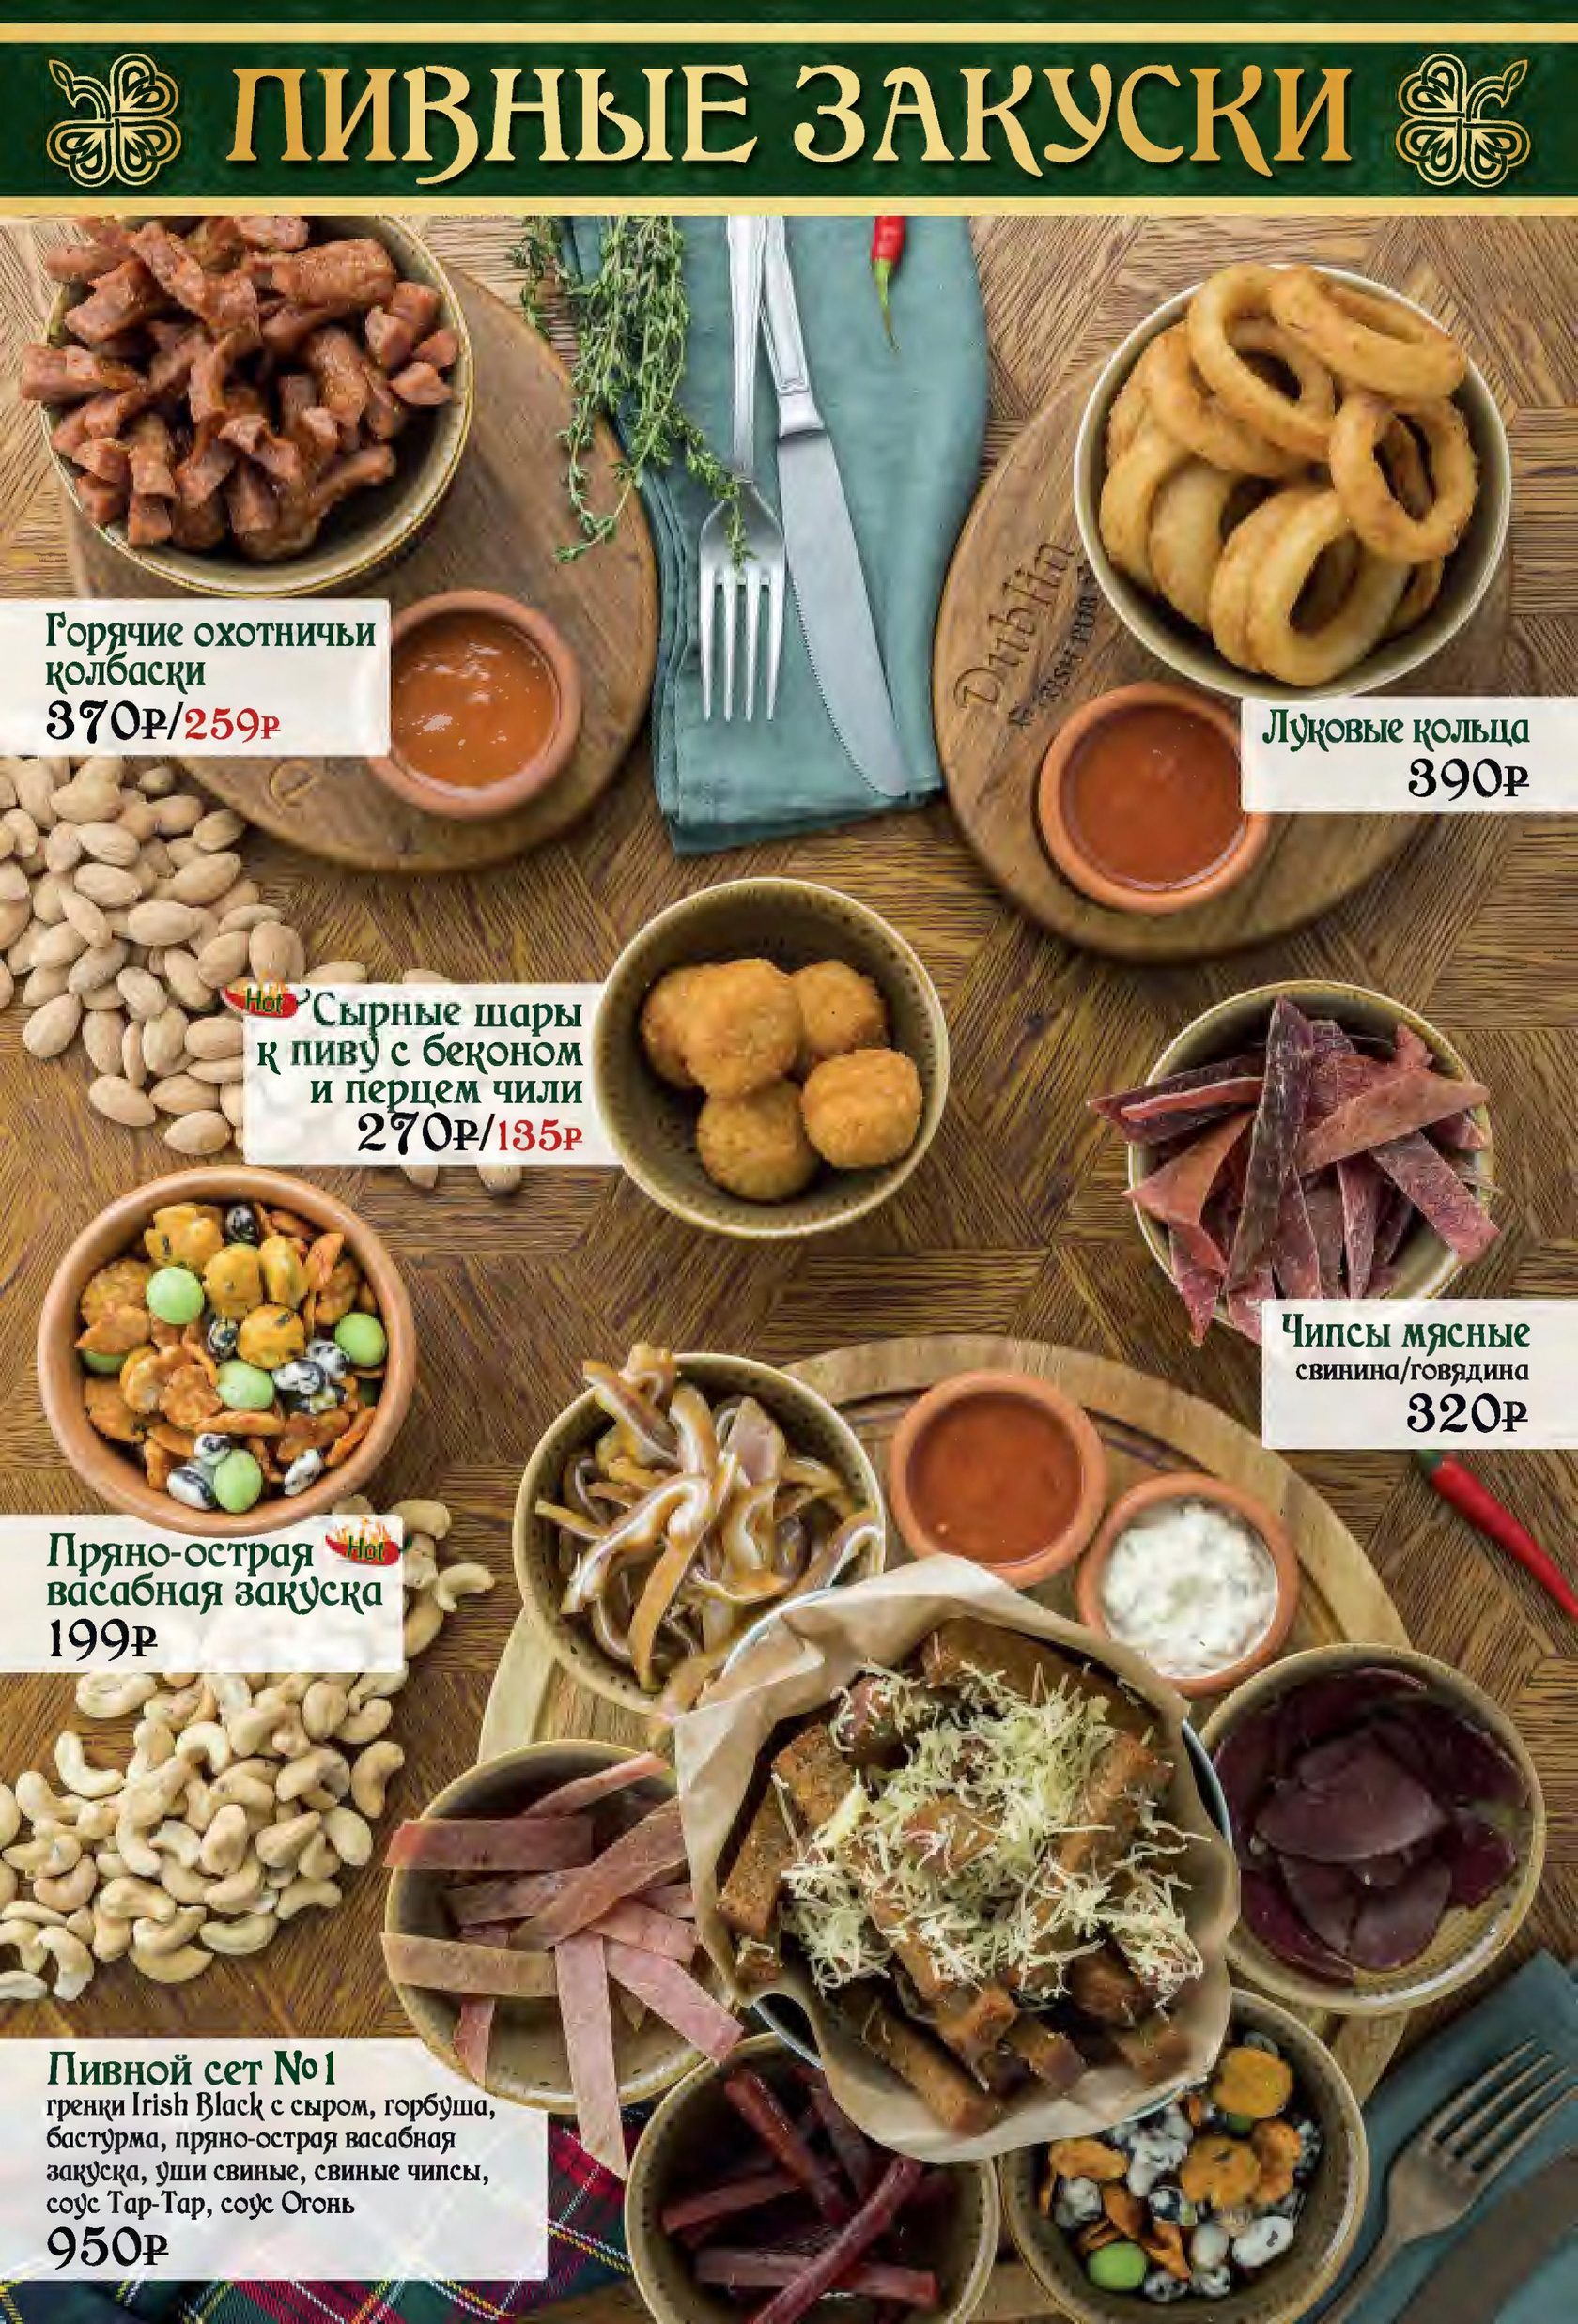 ПИВНЫЕ ЗАКУСКИ
Горячие охотничьи
колбаски
370₽/259₽
Dublin
Луковые кольца
390₽
Hot
Сырные шары
к пиву с беконом
и перцем чили
270₽/135₽
Чипсы мясные
свинина/говядина
320₽
Пряно-острая
Hot
васабная закуска
199₽
Пивной сет №1
гренки Irish Black с сыром, горбуша,
бастурма, пряно-острая васабная
закуска, уши свиные, свиные чипсы,
соус Тар-Тар, соус Огонь
950₽